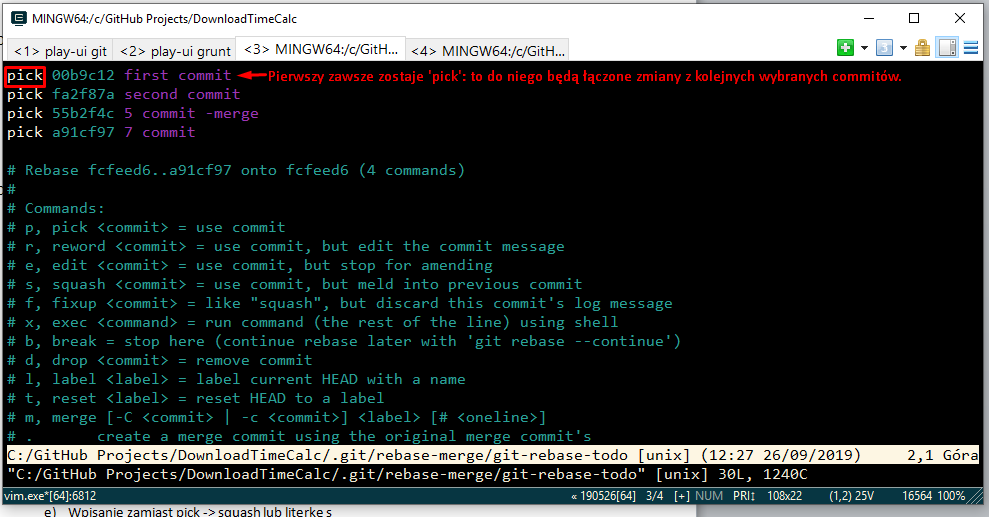 MINGW64:/c/GitHub Projects/DownloadTimeCalc
<1> play-ui git <2> play-ui grunt <3> MINGW64:/c/GitH... <4> MINGW64:/c/GitH...
pick 00b9c12 first commit Pierwszy zawsze zostaje 'pick': to do niego będą łączone zmiany z kolejnych wybranych commitów.
pick fa2f87a second commit
pick 55b2f4c 5 commit -merge
pick a91cf97 7 commit
# Rebase fcfeed6..a91cf97 onto fcfeed6 (4 commands)
#
# Commands:
# p, pick <commit> = use commit
# r, reword <commit> = use commit, but edit the commit message
# e, edit <commit> = use commit, but stop for amending
# s, squash <commit> = use commit, but meld into previous commit
# f, fixup <commit> = like "squash", but discard this commit's log message
# x, exec <command> = run command (the rest of the line) using shell
# b, break = stop here (continue rebase later with 'git rebase --continue')
# d, drop <commit> = remove commit
# l, label <label> = label current HEAD with a name
# t, reset <label> = reset HEAD to a label
# m, merge [-C <commit> | -c <commit>] <label> [# <oneline>]
# .       create a merge commit using the original merge commit's
C:/GitHub Projects/DownloadTimeCalc/.git/rebase-merge/git-rebase-todo [unix] (12:27 26/09/2019) 2,1 Góra
"C:/GitHub Projects/DownloadTimeCalc/.git/rebase-merge/git-rebase-todo" [unix] 30L, 1240C
vim.exe*[64]:6812 « 190526[64] 3/4 [+] NUM PRI↕ 108x22 (1,2) 25V 16564 100%
e) Wpisanie zamiast pick -> squash lub literkę s